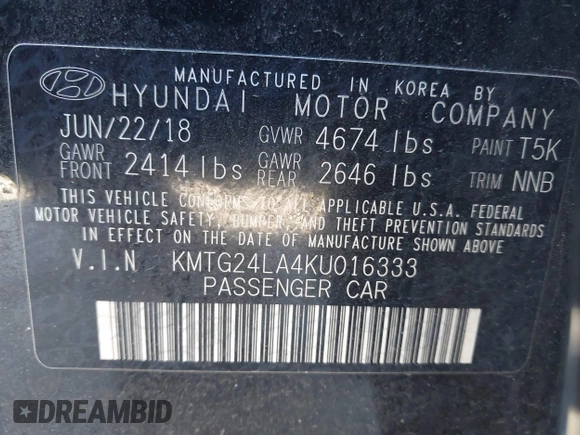 MANUFACTURED IN KOREA BY
HYUNDAI MOTOR COMPANY
JUN/22/18 GVWR 4674 lbs PAINT T5K
GAWR FRONT 2414 lbs GAWR REAR 2646 lbs TRIM NNB
THIS VEHICLE CONFORMS TO ALL APPLICABLE U.S.A. FEDERAL
MOTOR VEHICLE SAFETY, BUMPER, AND THEFT PREVENTION STANDARDS
IN EFFECT ON THE DATE OF MANUFACTURE SHOWN ABOVE.
V.I.N KMTG24LA4KU016333
PASSENGER CAR
DREAMBID